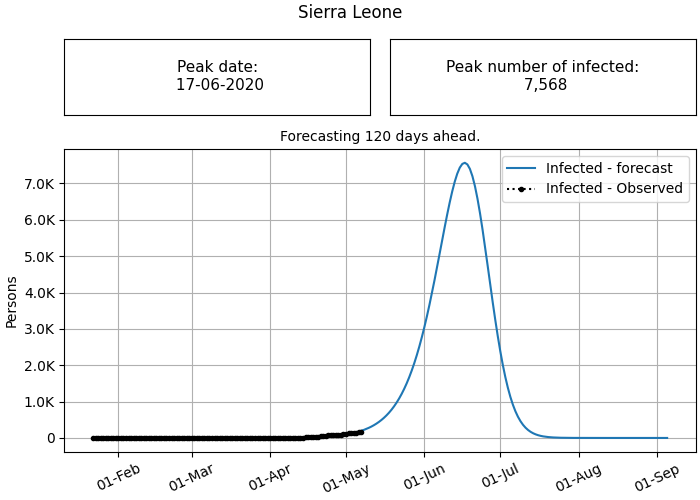 Sierra Leone
Peak date:
17-06-2020
Peak number of infected:
7,568
Forecasting 120 days ahead.
Infected - forecast
Infected - Observed
Persons
7.0K
6.0K
5.0K
4.0K
3.0K
2.0K
1.0K
0
01-Feb
01-Mar
01-Apr
01-May
01-Jun
01-Jul
01-Aug
01-Sep